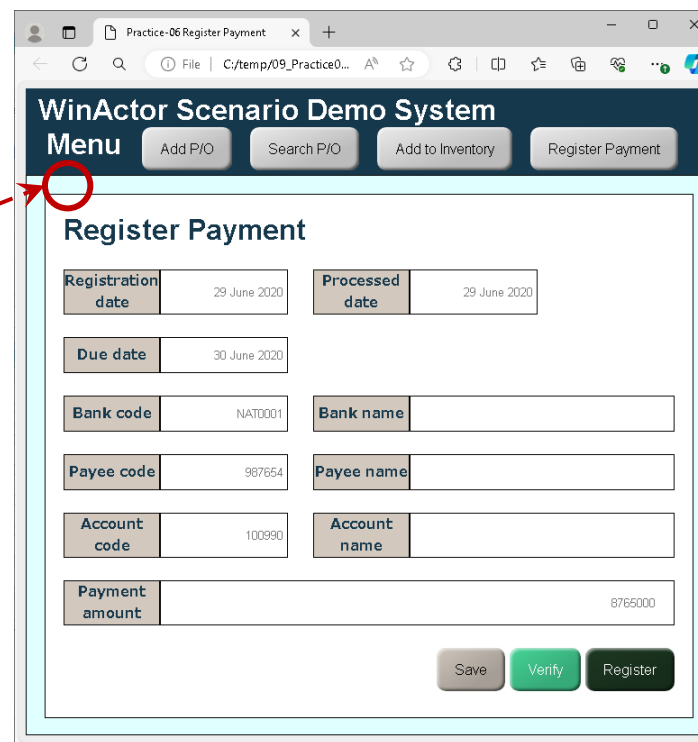 Practice-06 Register Payment
File
C:/temp/09_Practice0...
WinActor Scenario Demo System
Menu
Add P/O
Search P/O
Add to Inventory
Register Payment
Register Payment
Registration date
29 June 2020
Processed date
29 June 2020
Due date
30 June 2020
Bank code
NAT0001
Bank name
Payee code
987654
Payee name
Account code
100990
Account name
Payment amount
8765000
Save
Verify
Register